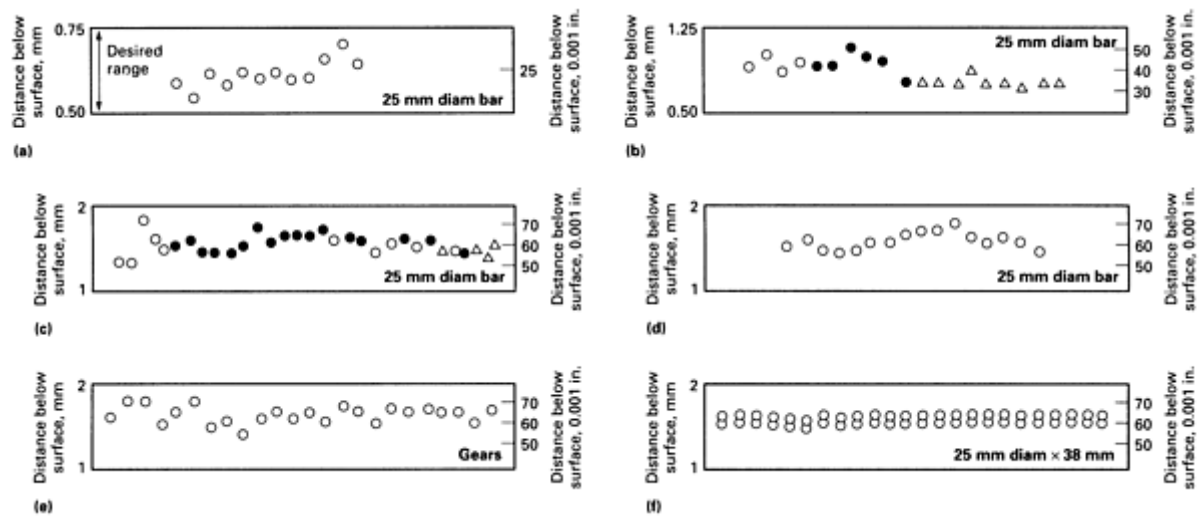 Distance below
surface, mm
0.75
0.50
Desired
range
25 mm diam bar
25
Distance below
surface, 0.001 in.
(a)
Distance below
surface, mm
1.25
1.00
0.50
25 mm diam bar
50
40
30
Distance below
surface, 0.001 in.
(b)
Distance below
surface, mm
2
1
25 mm diam bar
70
60
50
Distance below
surface, 0.001 in.
(c)
Distance below
surface, mm
2
1
25 mm diam bar
70
60
50
Distance below
surface, 0.001 in.
(d)
Distance below
surface, mm
2
1
Gears
70
60
50
Distance below
surface, 0.001 in.
(e)
Distance below
surface, mm
2
1
25 mm diam × 38 mm
70
60
50
Distance below
surface, 0.001 in.
(f)